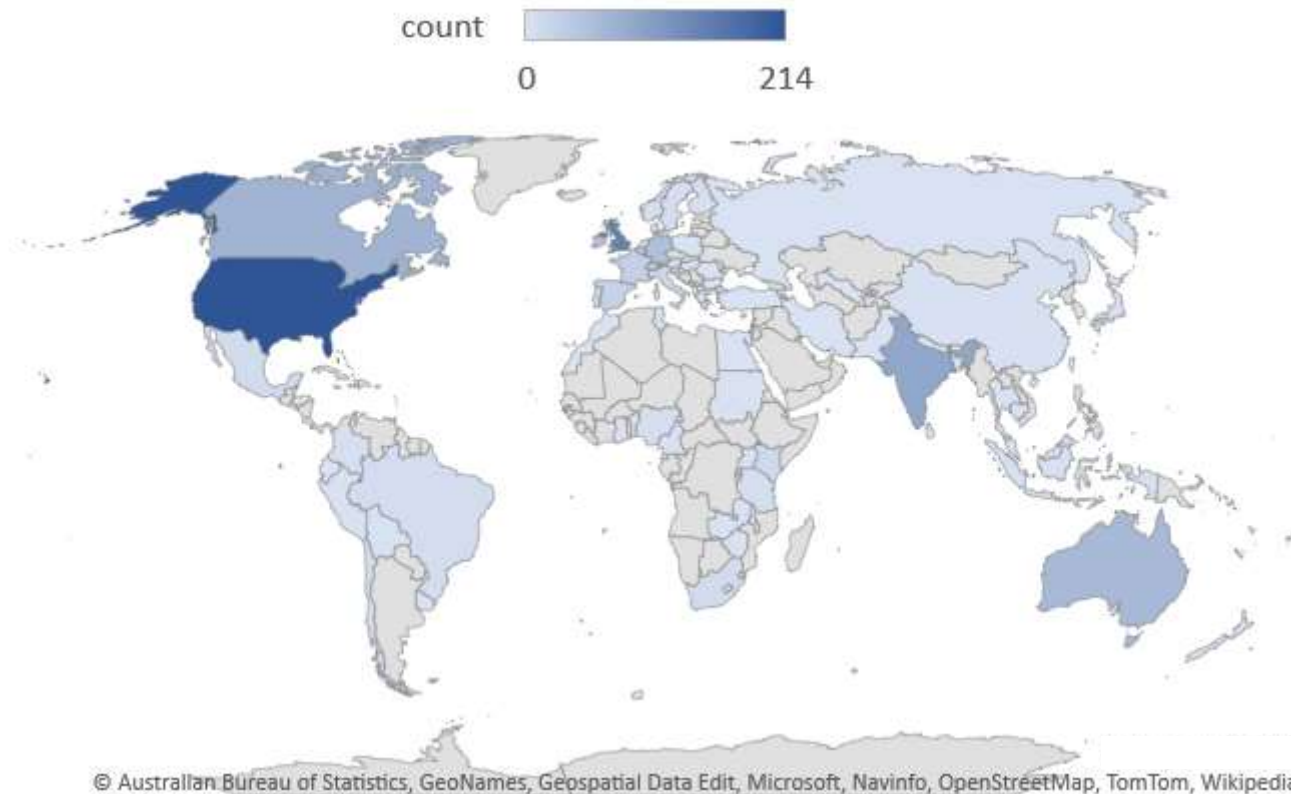 count
0 214
© Australian Bureau of Statistics, GeoNames, Geospatial Data Edit, Microsoft, Navinfo, OpenStreetMap, TomTom, Wikipedia